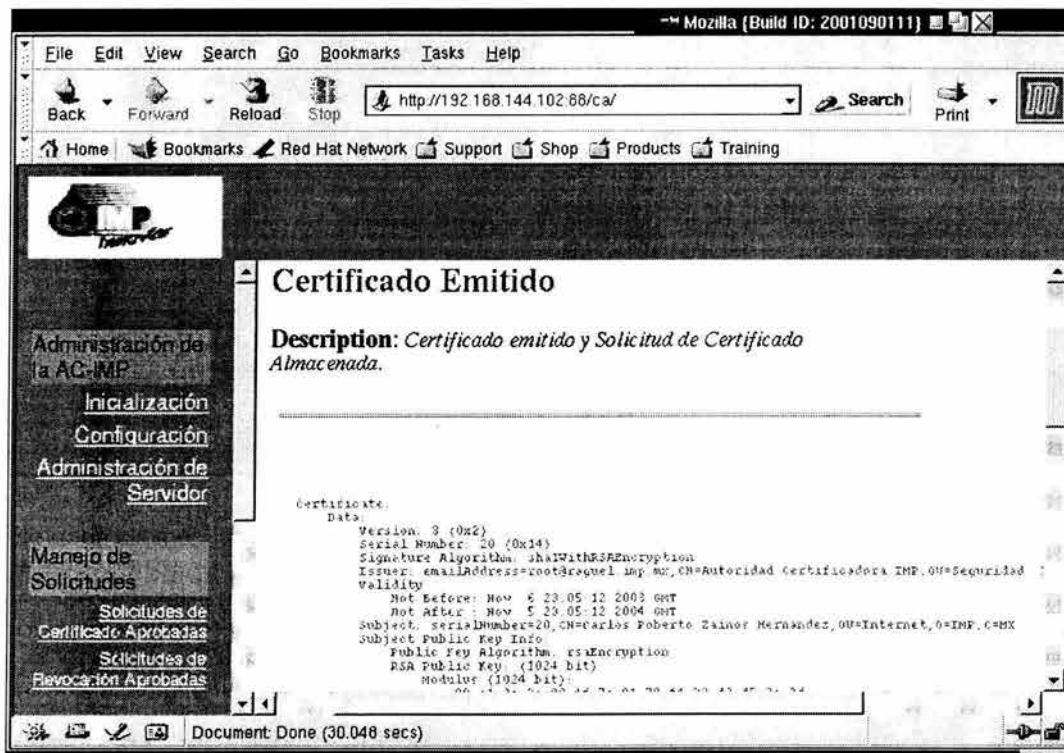 Mozilla {Build ID: 2001090111}
File Edit View Search Go Bookmarks Tasks Help
Back Forward Reload Stop http://192.168.144.102:88/ca/ Search Print
Home Bookmarks Red Hat Network Support Shop Products Training
IMP
Certificado Emitido
Description: Certificado emitido y Solicitud de Certificado
Almacenada.
Administración de
la AC-IMP
Inicialización
Configuración
Administración de
Servidor
Manejo de
Solicitudes
Solicitudes de
Certificado Aprobadas
Solicitudes de
Revocación Aprobadas
Certificate:
Data:
Version: 3 (0x2)
Serial Number: 20 (0x14)
Signature Algorithm: sha1WithRSAEncryption
Issuer: emailAddress=root@raquel.imp.mx,CN=Autoridad Certificadora IMP,OU=Seguridad
Validity
Not Before: Nov 6 23:05:12 2003 GMT
Not After : Nov 5 23:05:12 2004 GMT
Subject: serialNumber=20,CN=Carlos Roberto Zainos Hernandez,OU=Internet,O=IMP,C=MX
Subject Public Key Info:
Public Key Algorithm: rsaEncryption
RSA Public Key: (1024 bit)
Modulus (1024 bit):
Document: Done (30.048 secs)